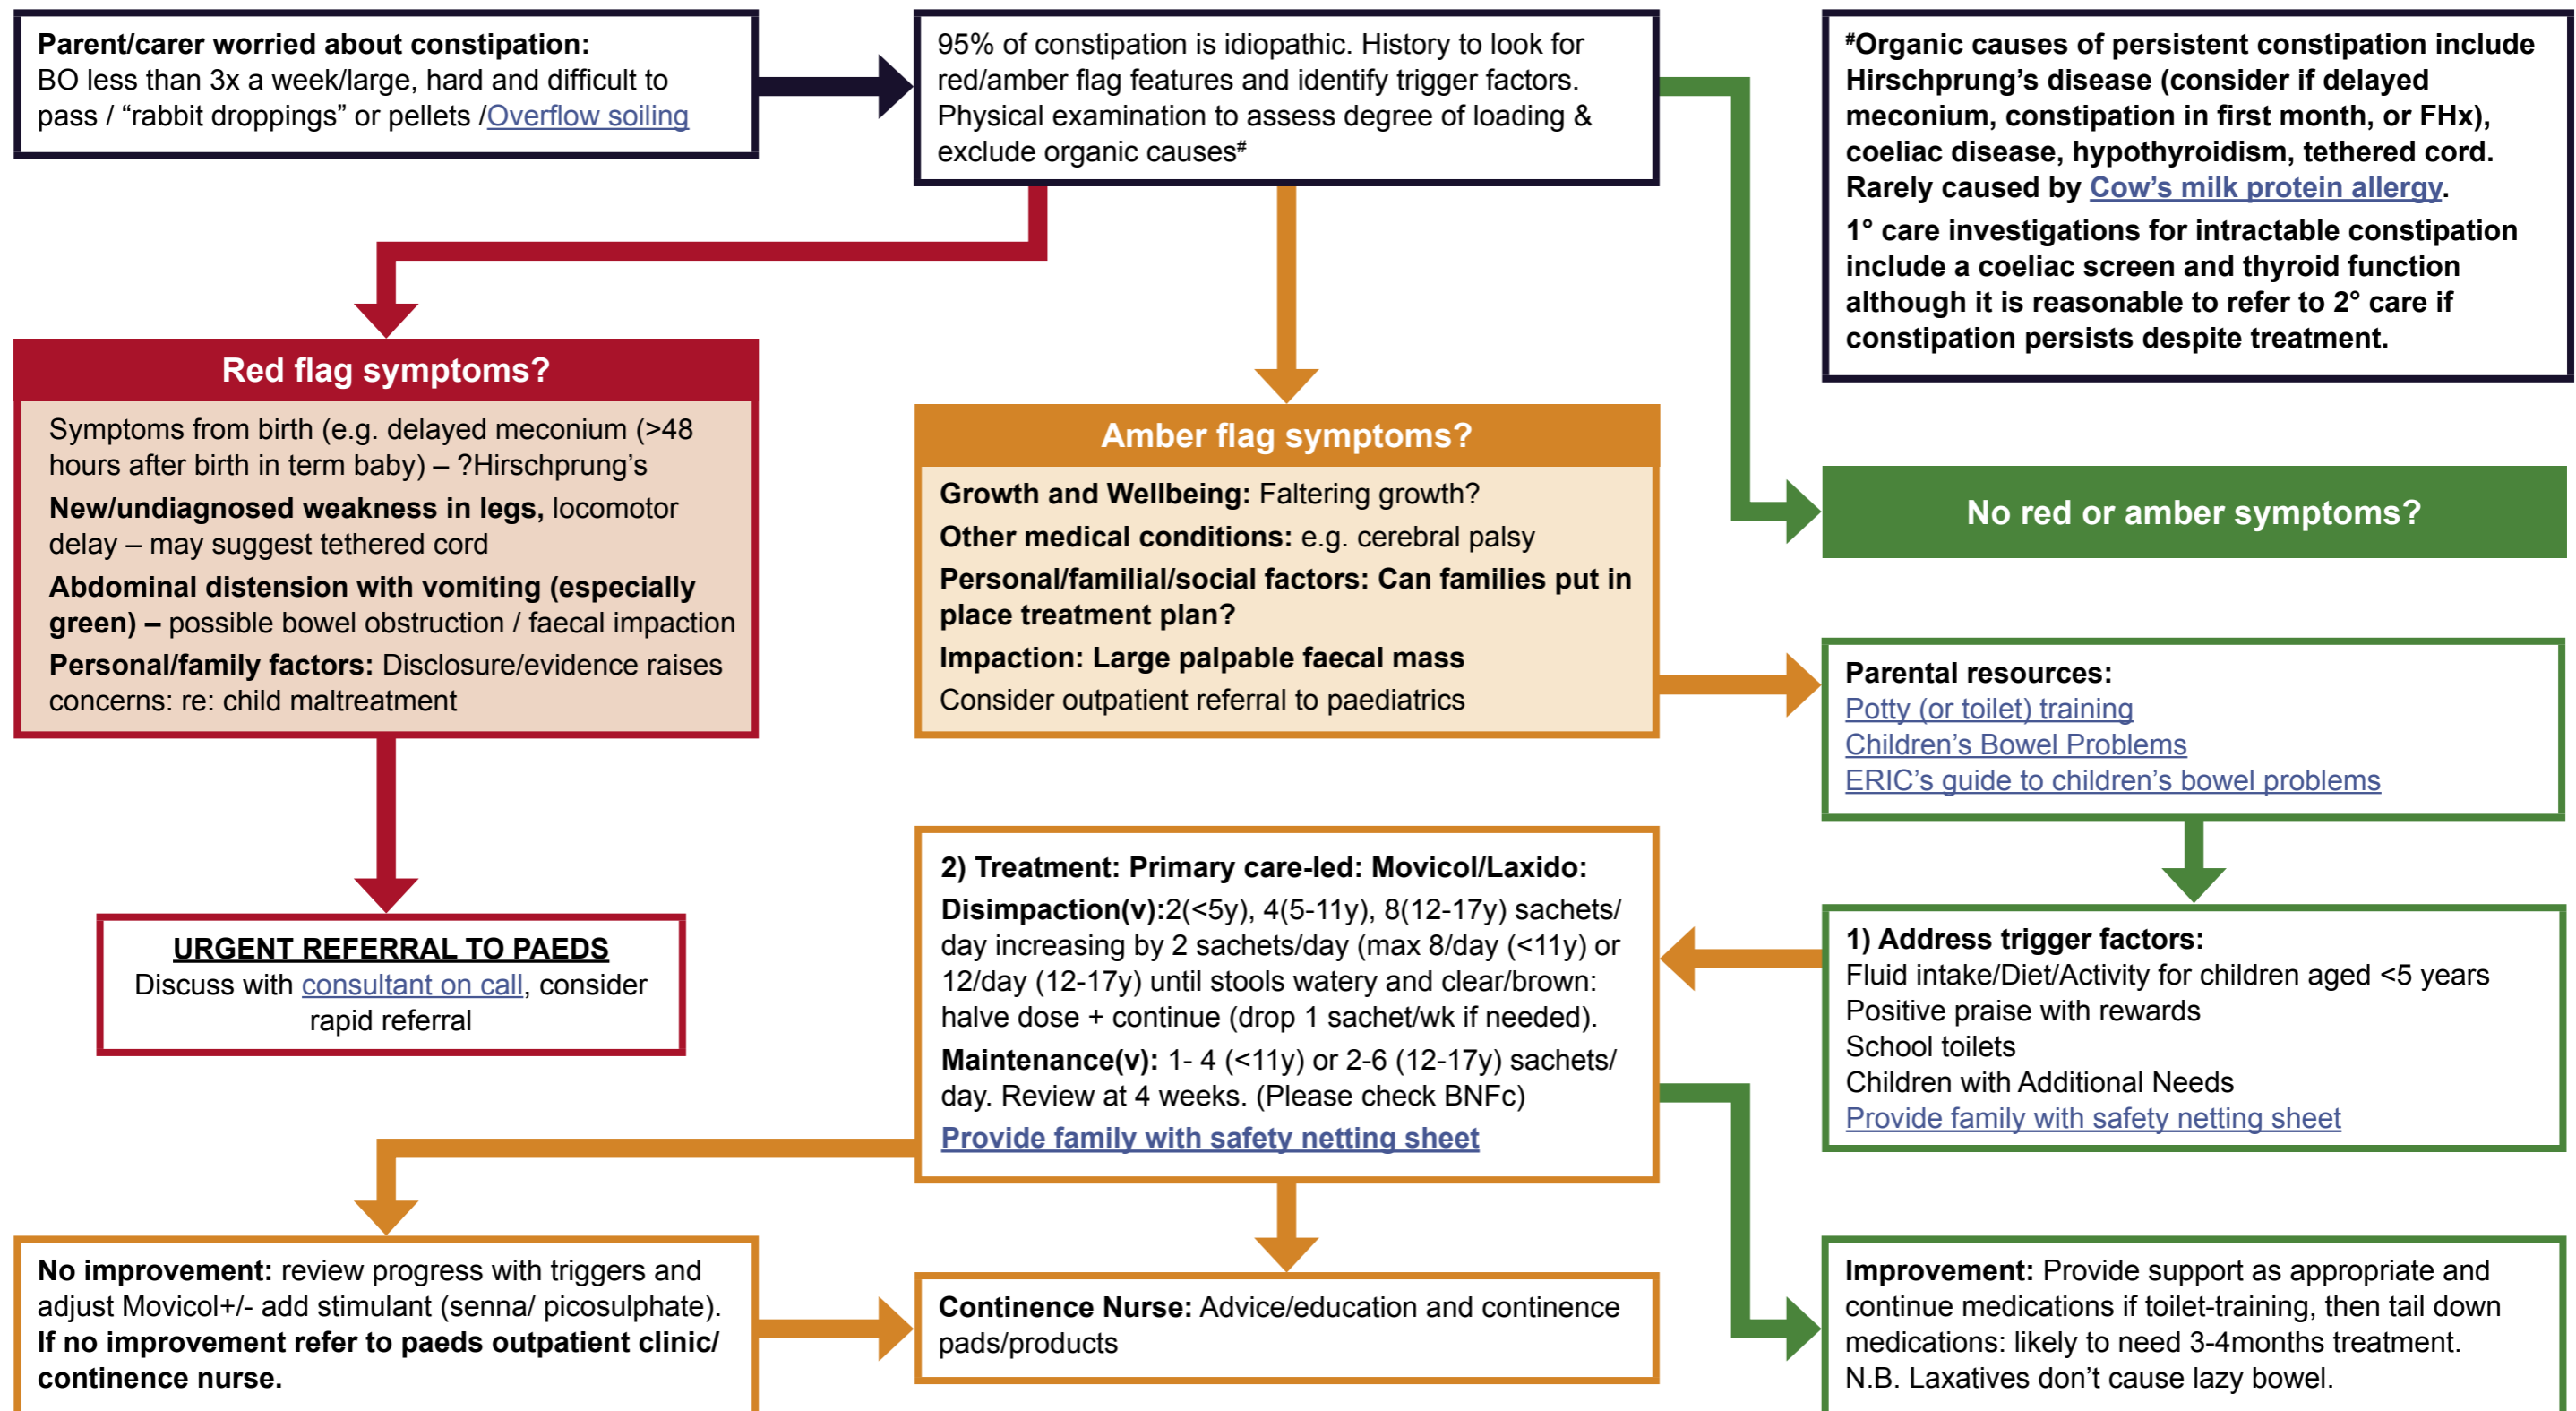 Parent/carer worried about constipation:
BO less than 3x a week/large, hard and difficult to
pass / “rabbit droppings” or pellets /Overflow soiling
95% of constipation is idiopathic. History to look for
red/amber flag features and identify trigger factors.
Physical examination to assess degree of loading &
exclude organic causes#
#Organic causes of persistent constipation include
Hirschprung’s disease (consider if delayed
meconium, constipation in first month, or FHx),
coeliac disease, hypothyroidism, tethered cord.
Rarely caused by Cow’s milk protein allergy.
1° care investigations for intractable constipation
include a coeliac screen and thyroid function
although it is reasonable to refer to 2° care if
constipation persists despite treatment.
Red flag symptoms?
Symptoms from birth (e.g. delayed meconium (>48
hours after birth in term baby) – ?Hirschprung’s
New/undiagnosed weakness in legs, locomotor
delay – may suggest tethered cord
Abdominal distension with vomiting (especially
green) – possible bowel obstruction / faecal impaction
Personal/family factors: Disclosure/evidence raises
concerns: re: child maltreatment
Amber flag symptoms?
Growth and Wellbeing: Faltering growth?
Other medical conditions: e.g. cerebral palsy
Personal/familial/social factors: Can families put in
place treatment plan?
Impaction: Large palpable faecal mass
Consider outpatient referral to paediatrics
No red or amber symptoms?
Parental resources:
Potty (or toilet) training
Children’s Bowel Problems
ERIC’s guide to children’s bowel problems
URGENT REFERRAL TO PAEDS
Discuss with consultant on call, consider
rapid referral
2) Treatment: Primary care-led: Movicol/Laxido:
Disimpaction(v):2(<5y), 4(5-11y), 8(12-17y) sachets/
day increasing by 2 sachets/day (max 8/day (<11y) or
12/day (12-17y) until stools watery and clear/brown:
halve dose + continue (drop 1 sachet/wk if needed).
Maintenance(v): 1- 4 (<11y) or 2-6 (12-17y) sachets/
day. Review at 4 weeks. (Please check BNFc)
Provide family with safety netting sheet
1) Address trigger factors:
Fluid intake/Diet/Activity for children aged <5 years
Positive praise with rewards
School toilets
Children with Additional Needs
Provide family with safety netting sheet
No improvement: review progress with triggers and
adjust Movicol+/- add stimulant (senna/ picosulphate).
If no improvement refer to paeds outpatient clinic/
continence nurse.
Continence Nurse: Advice/education and continence
pads/products
Improvement: Provide support as appropriate and
continue medications if toilet-training, then tail down
medications: likely to need 3-4months treatment.
N.B. Laxatives don’t cause lazy bowel.